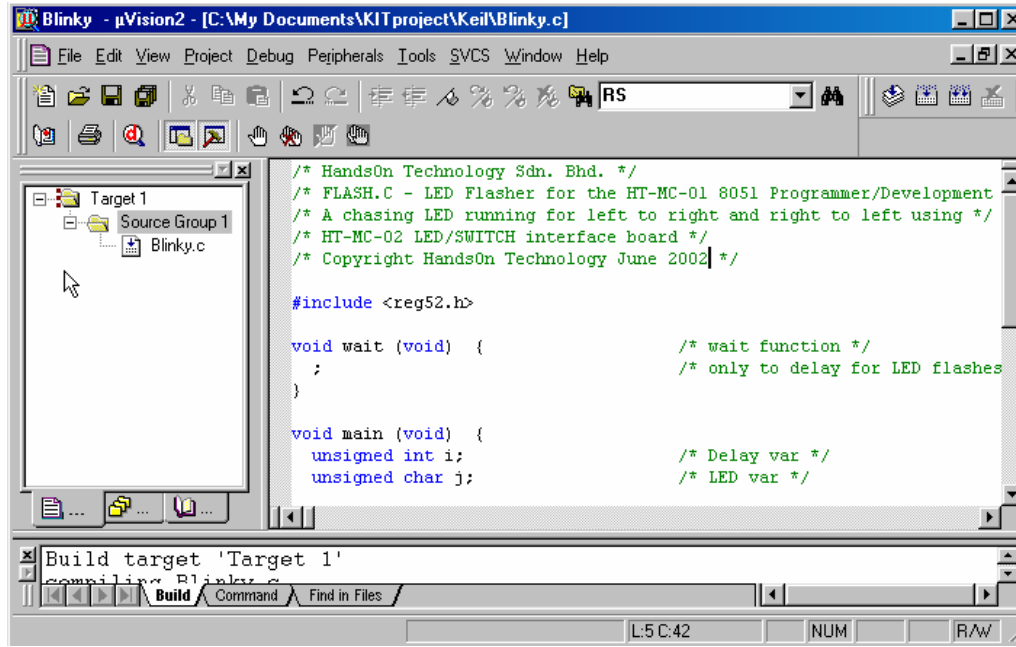 Blinky - µVision2 - [C:\My Documents\KITproject\Keil\Blinky.c]
File Edit View Project Debug Peripherals Tools SVCS Window Help
RS
Target 1
Source Group 1
Blinky.c
/* HandsOn Technology Sdn. Bhd. */
/* FLASH.C - LED Flasher for the HT-MC-01 8051 Programmer/Development
/* A chasing LED running for left to right and right to left using */
/* HT-MC-02 LED/SWITCH interface board */
/* Copyright HandsOn Technology June 2002 */
#include <reg52.h>
void wait (void) { /* wait function */
; /* only to delay for LED flashes
}
void main (void) {
unsigned int i; /* Delay var */
unsigned char j; /* LED var */
... ... ...
Build target 'Target 1'
compiling Blinky.c
Build Command Find in Files
L:5 C:42 NUM R/W